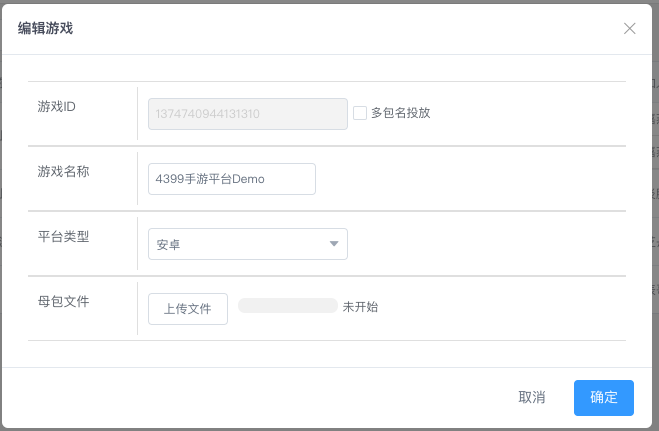 编辑游戏
游戏ID
1374740944131310
多包名投放
游戏名称
4399手游平台Demo
平台类型
安卓
母包文件
上传文件
未开始
取消
确定